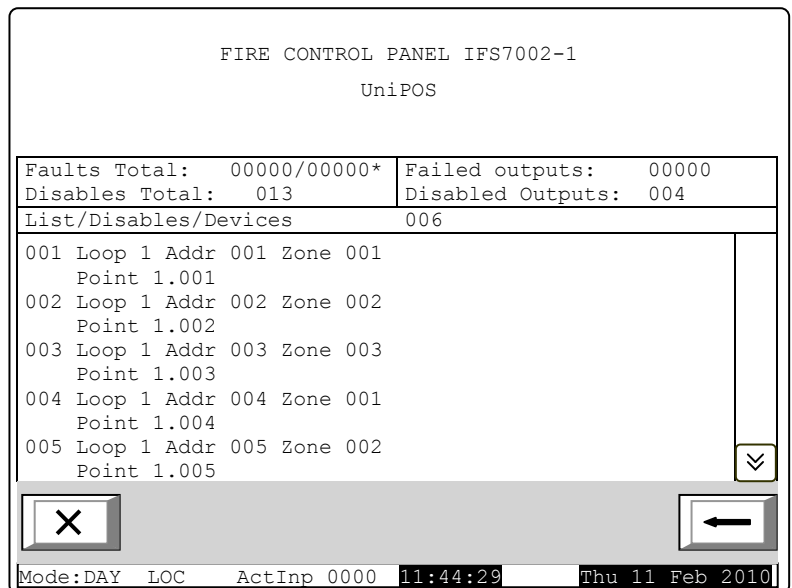 FIRE CONTROL PANEL IFS7002-1
UniPOS
Faults Total: 00000/00000* Failed outputs: 00000
Disables Total: 013 Disabled Outputs: 004
List/Disables/Devices 006
001 Loop 1 Addr 001 Zone 001
Point 1.001
002 Loop 1 Addr 002 Zone 002
Point 1.002
003 Loop 1 Addr 003 Zone 003
Point 1.003
004 Loop 1 Addr 004 Zone 001
Point 1.004
005 Loop 1 Addr 005 Zone 002
Point 1.005
Mode:DAY LOC ActInp 0000 11:44:29 Thu 11 Feb 2010